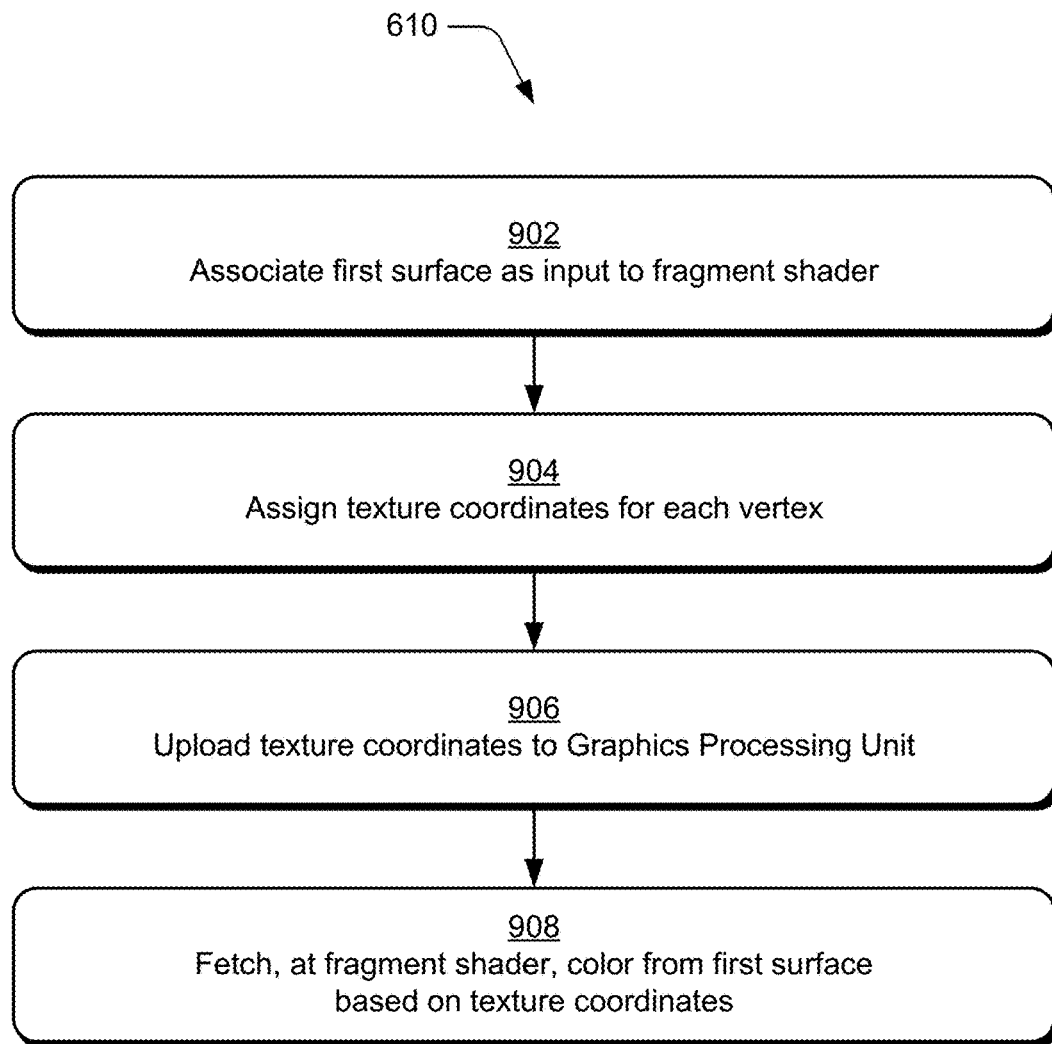 610
902
Associate first surface as input to fragment shader
904
Assign texture coordinates for each vertex
906
Upload texture coordinates to Graphics Processing Unit
908
Fetch, at fragment shader, color from first surface
based on texture coordinates